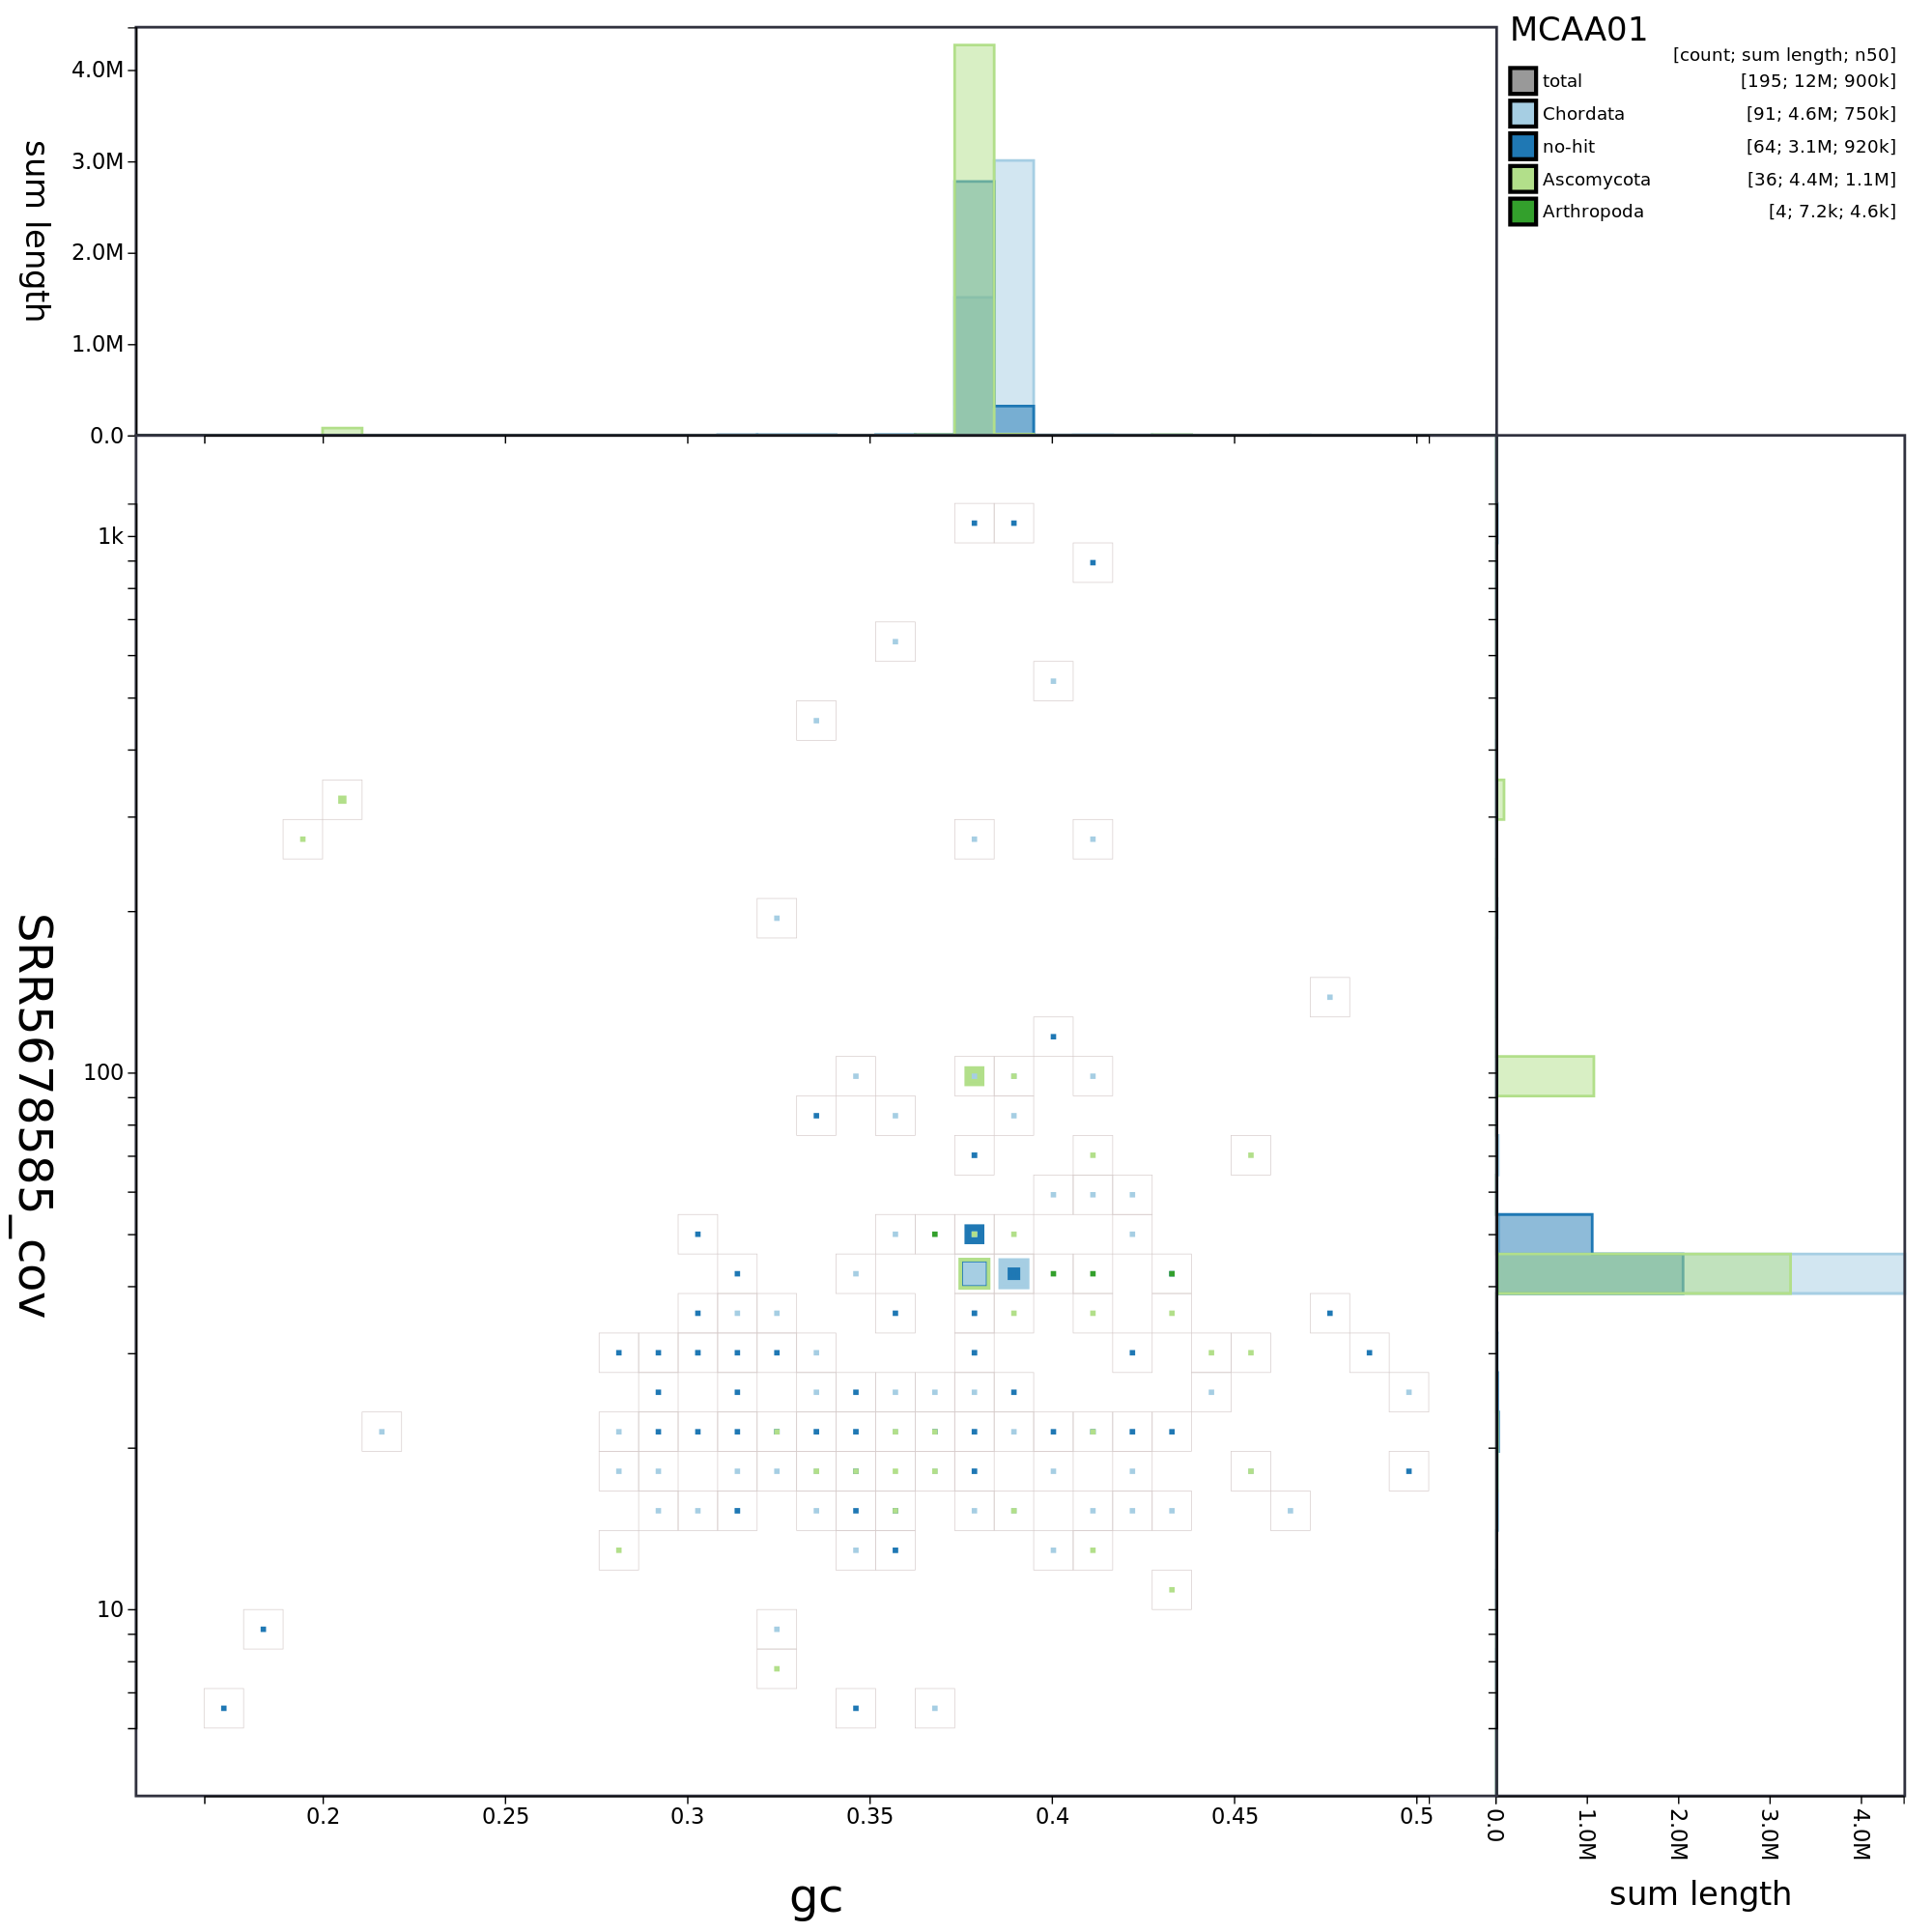 MCAA01
[count; sum length; n50]
total [195; 12M; 900k]
Chordata [91; 4.6M; 750k]
no-hit [64; 3.1M; 920k]
Ascomycota [36; 4.4M; 1.1M]
Arthropoda [4; 7.2k; 4.6k]
sum length
4.0M
3.0M
2.0M
1.0M
0.0
SRR5678585_cov
1k
100
10
0.2 0.25 0.3 0.35 0.4 0.45 0.5
gc
0.0 1.0M 2.0M 3.0M 4.0M
sum length